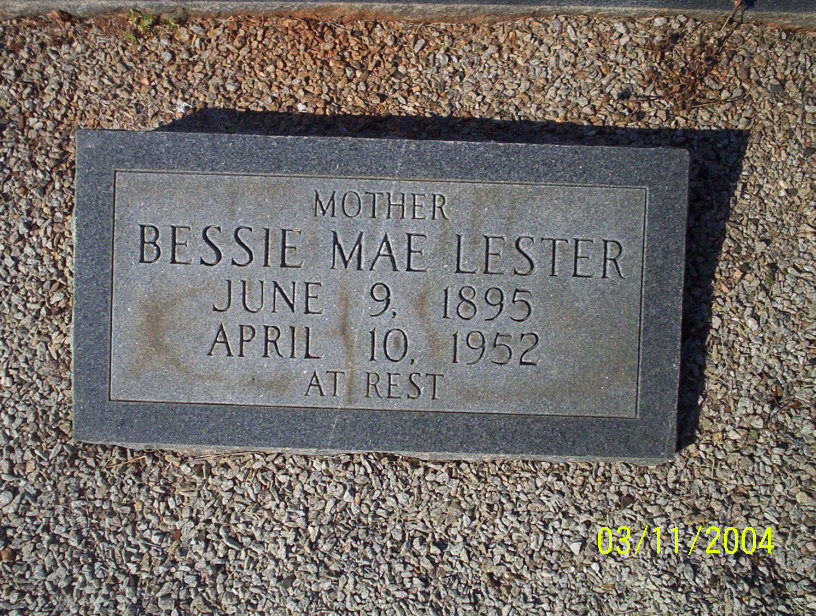 MOTHER
BESSIE MAE LESTER
JUNE 9, 1895
APRIL 10, 1952
AT REST
03/11/2004